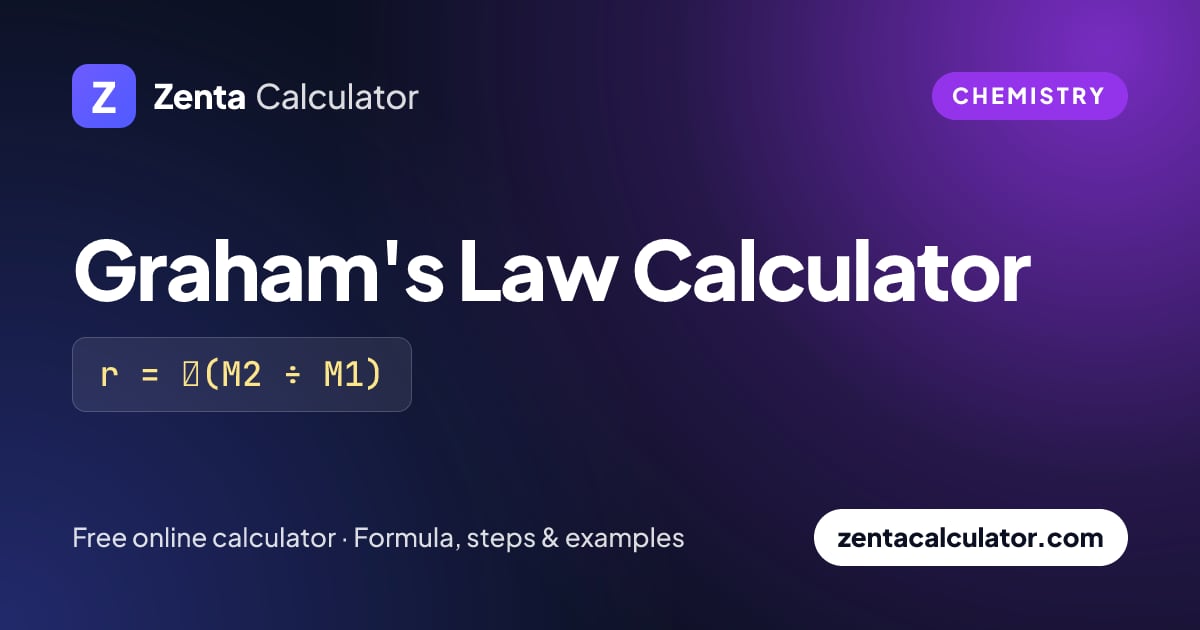 Z
Zenta Calculator
CHEMISTRY
Graham's Law Calculator
r = (M2 ÷ M1)
Free online calculator · Formula, steps & examples
zentacalculator.com